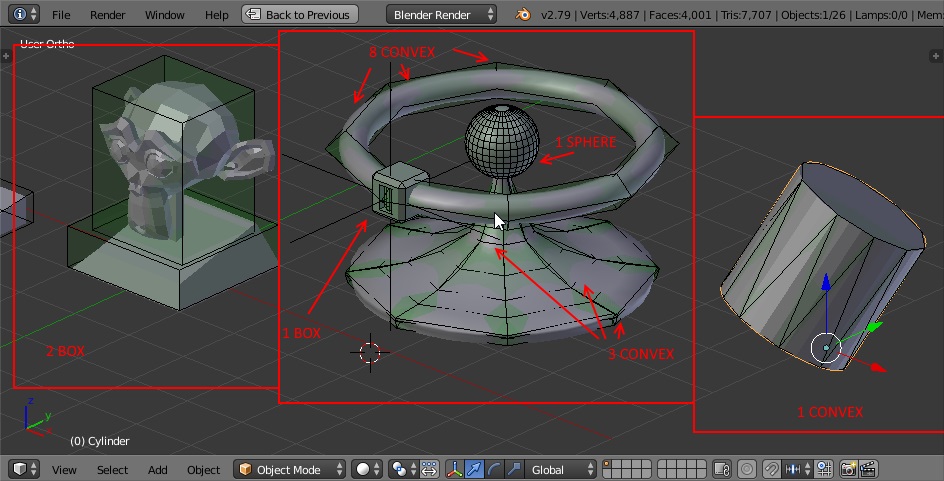 File Render Window Help Back to Previous Blender Render v2.79 | Verts:4,887 | Faces:4,001 | Tris:7,707 | Objects:1/26 | Lamps:0/0 | Mem:
User Ortho
8 CONVEX
1 SPHERE
1 BOX
2 BOX
3 CONVEX
1 CONVEX
z
y
x
(0) Cylinder
View Select Add Object Object Mode Global